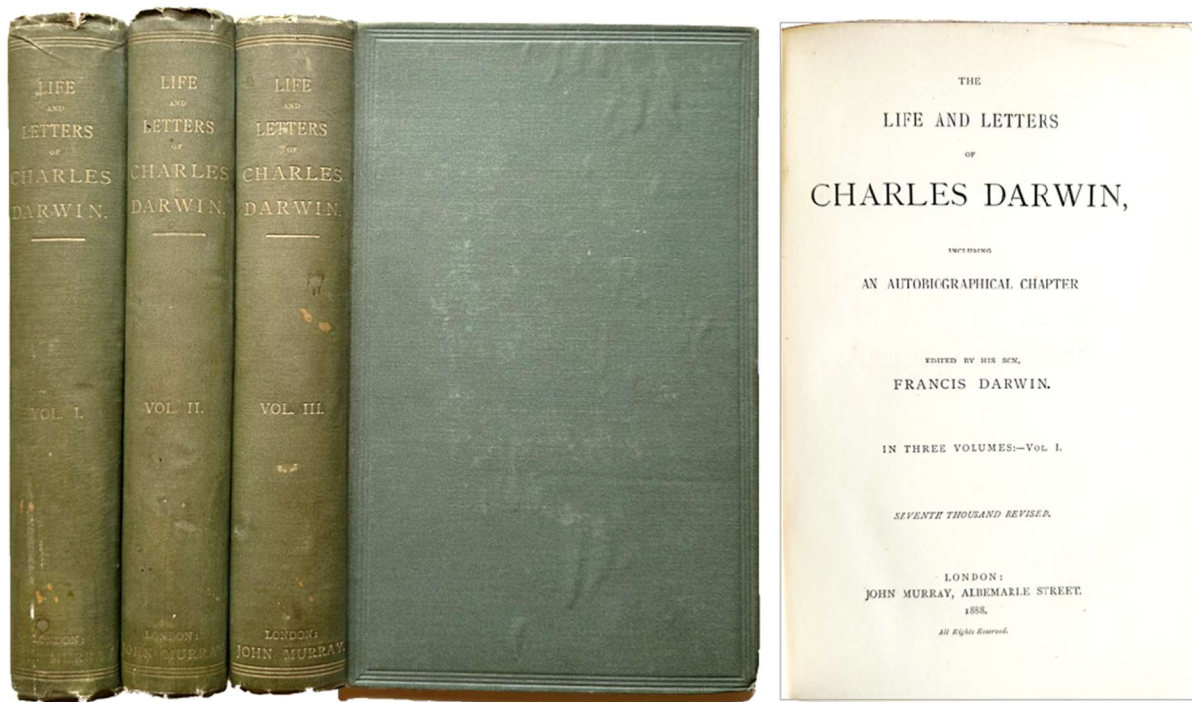 LIFE
AND
LETTERS
OF
CHARLES
DARWIN.
VOL. I.
LONDON:
LIFE
AND
LETTERS
OF
CHARLES
DARWIN.
VOL. II.
LONDON:
JOHN MURRAY.
LIFE
AND
LETTERS
OF
CHARLES
DARWIN.
VOL. III.
LONDON:
JOHN MURRAY.
THE
LIFE AND LETTERS
OF
CHARLES DARWIN,
INCLUDING
AN AUTOBIOGRAPHICAL CHAPTER
EDITED BY HIS SON,
FRANCIS DARWIN.
IN THREE VOLUMES:—VOL. I.
SEVENTH THOUSAND REVISED.
LONDON:
JOHN MURRAY, ALBEMARLE STREET.
1888.
All Rights Reserved.